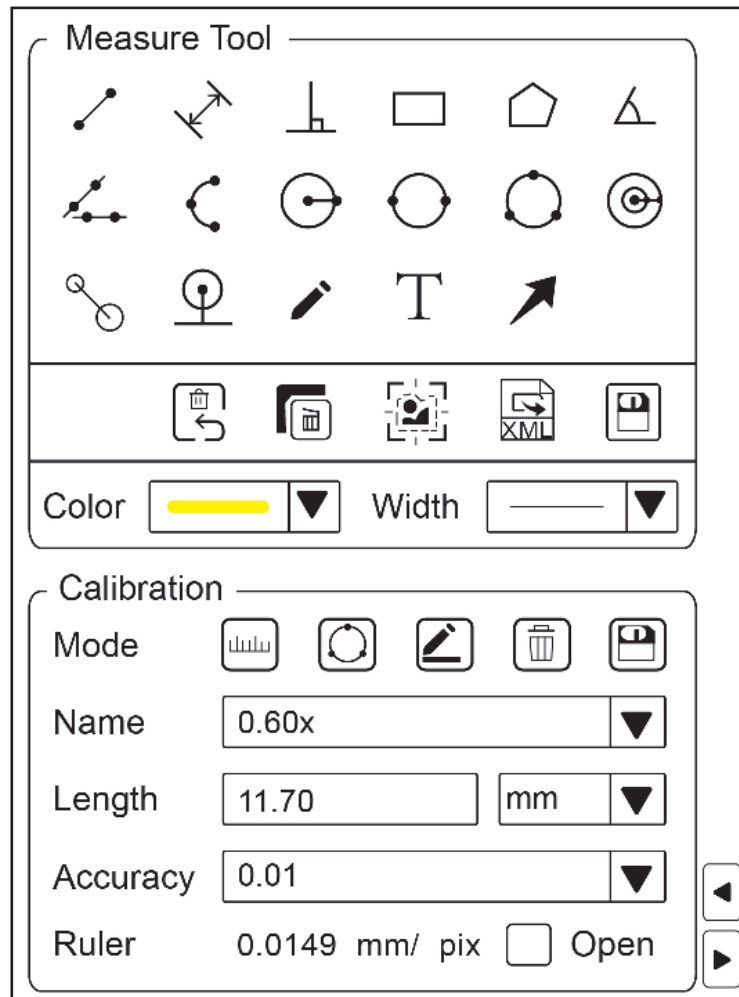 Measure Tool
T
XML
Color Width
Calibration
Mode
Name 0.60x
Length 11.70 mm
Accuracy 0.01
Ruler 0.0149 mm/ pix Open